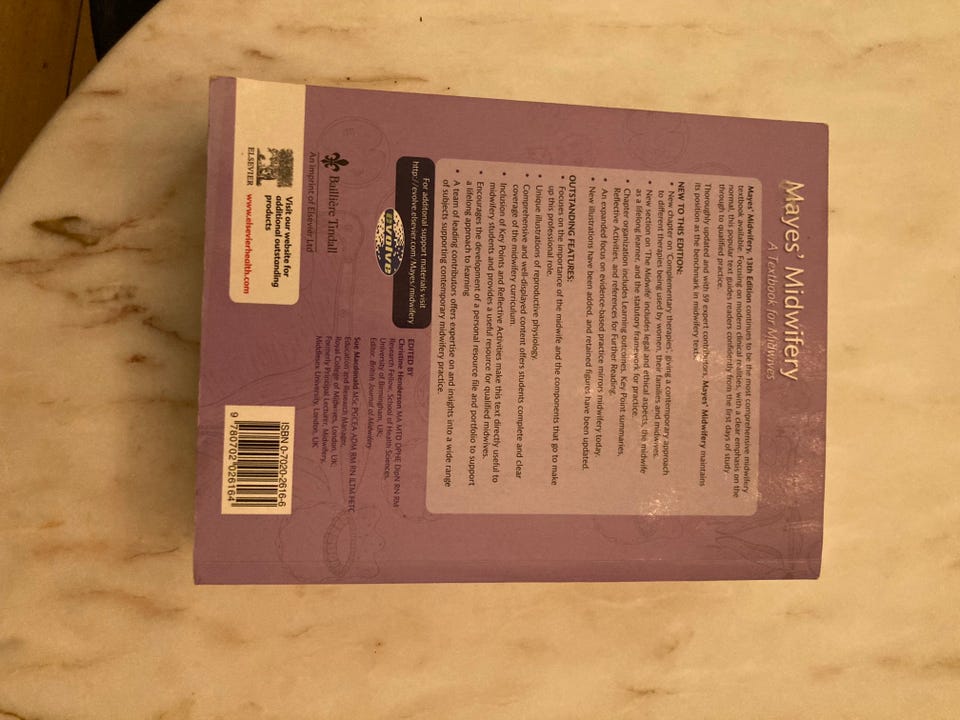 Mayes' Midwifery
A Textbook for Midwives
Mayes' Midwifery, 13th Edition continues to be the most comprehensive midwifery
textbook available. Focusing on modern clinical realities, with a clear emphasis on the
normal, this popular text guides readers confidently from the first days of study
through to qualified practice.
Thoroughly updated and with 59 expert contributors, Mayes' Midwifery maintains
its position as the benchmark in midwifery texts.
NEW TO THIS EDITION:
• New chapter on 'Complementary therapies', giving a contemporary approach
to different therapies being used by women, their families and midwives.
• New section on 'The Midwife' includes legal and ethical aspects, the midwife
as a lifelong learner, and the statutory framework for practice.
• Chapter organization includes Learning outcomes, Key Point summaries,
Reflective Activities, and references for Further Reading.
• An expanded focus on evidence-based practice mirrors midwifery today.
• New illustrations have been added, and retained figures have been updated.
OUTSTANDING FEATURES:
• Focuses on the importance of the midwife and the components that go to make
up this professional role.
• Unique illustrations of reproductive physiology.
• Comprehensive and well-displayed content offers students complete and clear
coverage of the midwifery curriculum.
• Inclusion of Key Points and Reflective Activities make this text directly useful to
midwifery students and provides a useful resource for qualified midwives.
• Encourages the development of a personal resource file and portfolio to support
a lifelong approach to learning
• A team of leading contributors offers expertise on and insights into a wide range
of subjects supporting contemporary midwifery practice.
For additional support materials visit
http://evolve.elsevier.com/Mayes/midwifery
evolve
EDITED BY
Christine Henderson MA MTD DPHE DipN RN RM
Research Fellow, School of Health Sciences,
University of Birmingham, UK;
Editor, British Journal of Midwifery
Sue Macdonald MSc PGCEA ADM RM RN ILTM FETC
Education and Research Manager,
Royal College of Midwives, London, UK;
Formerly Principal Lecturer, Midwifery,
Middlesex University, London, UK
Baillière Tindall
An imprint of Elsevier Ltd
ELSEVIER
Visit our website for
additional outstanding
products
www.elsevierhealth.com
ISBN 0-7020-2616-6
9 780702 026164